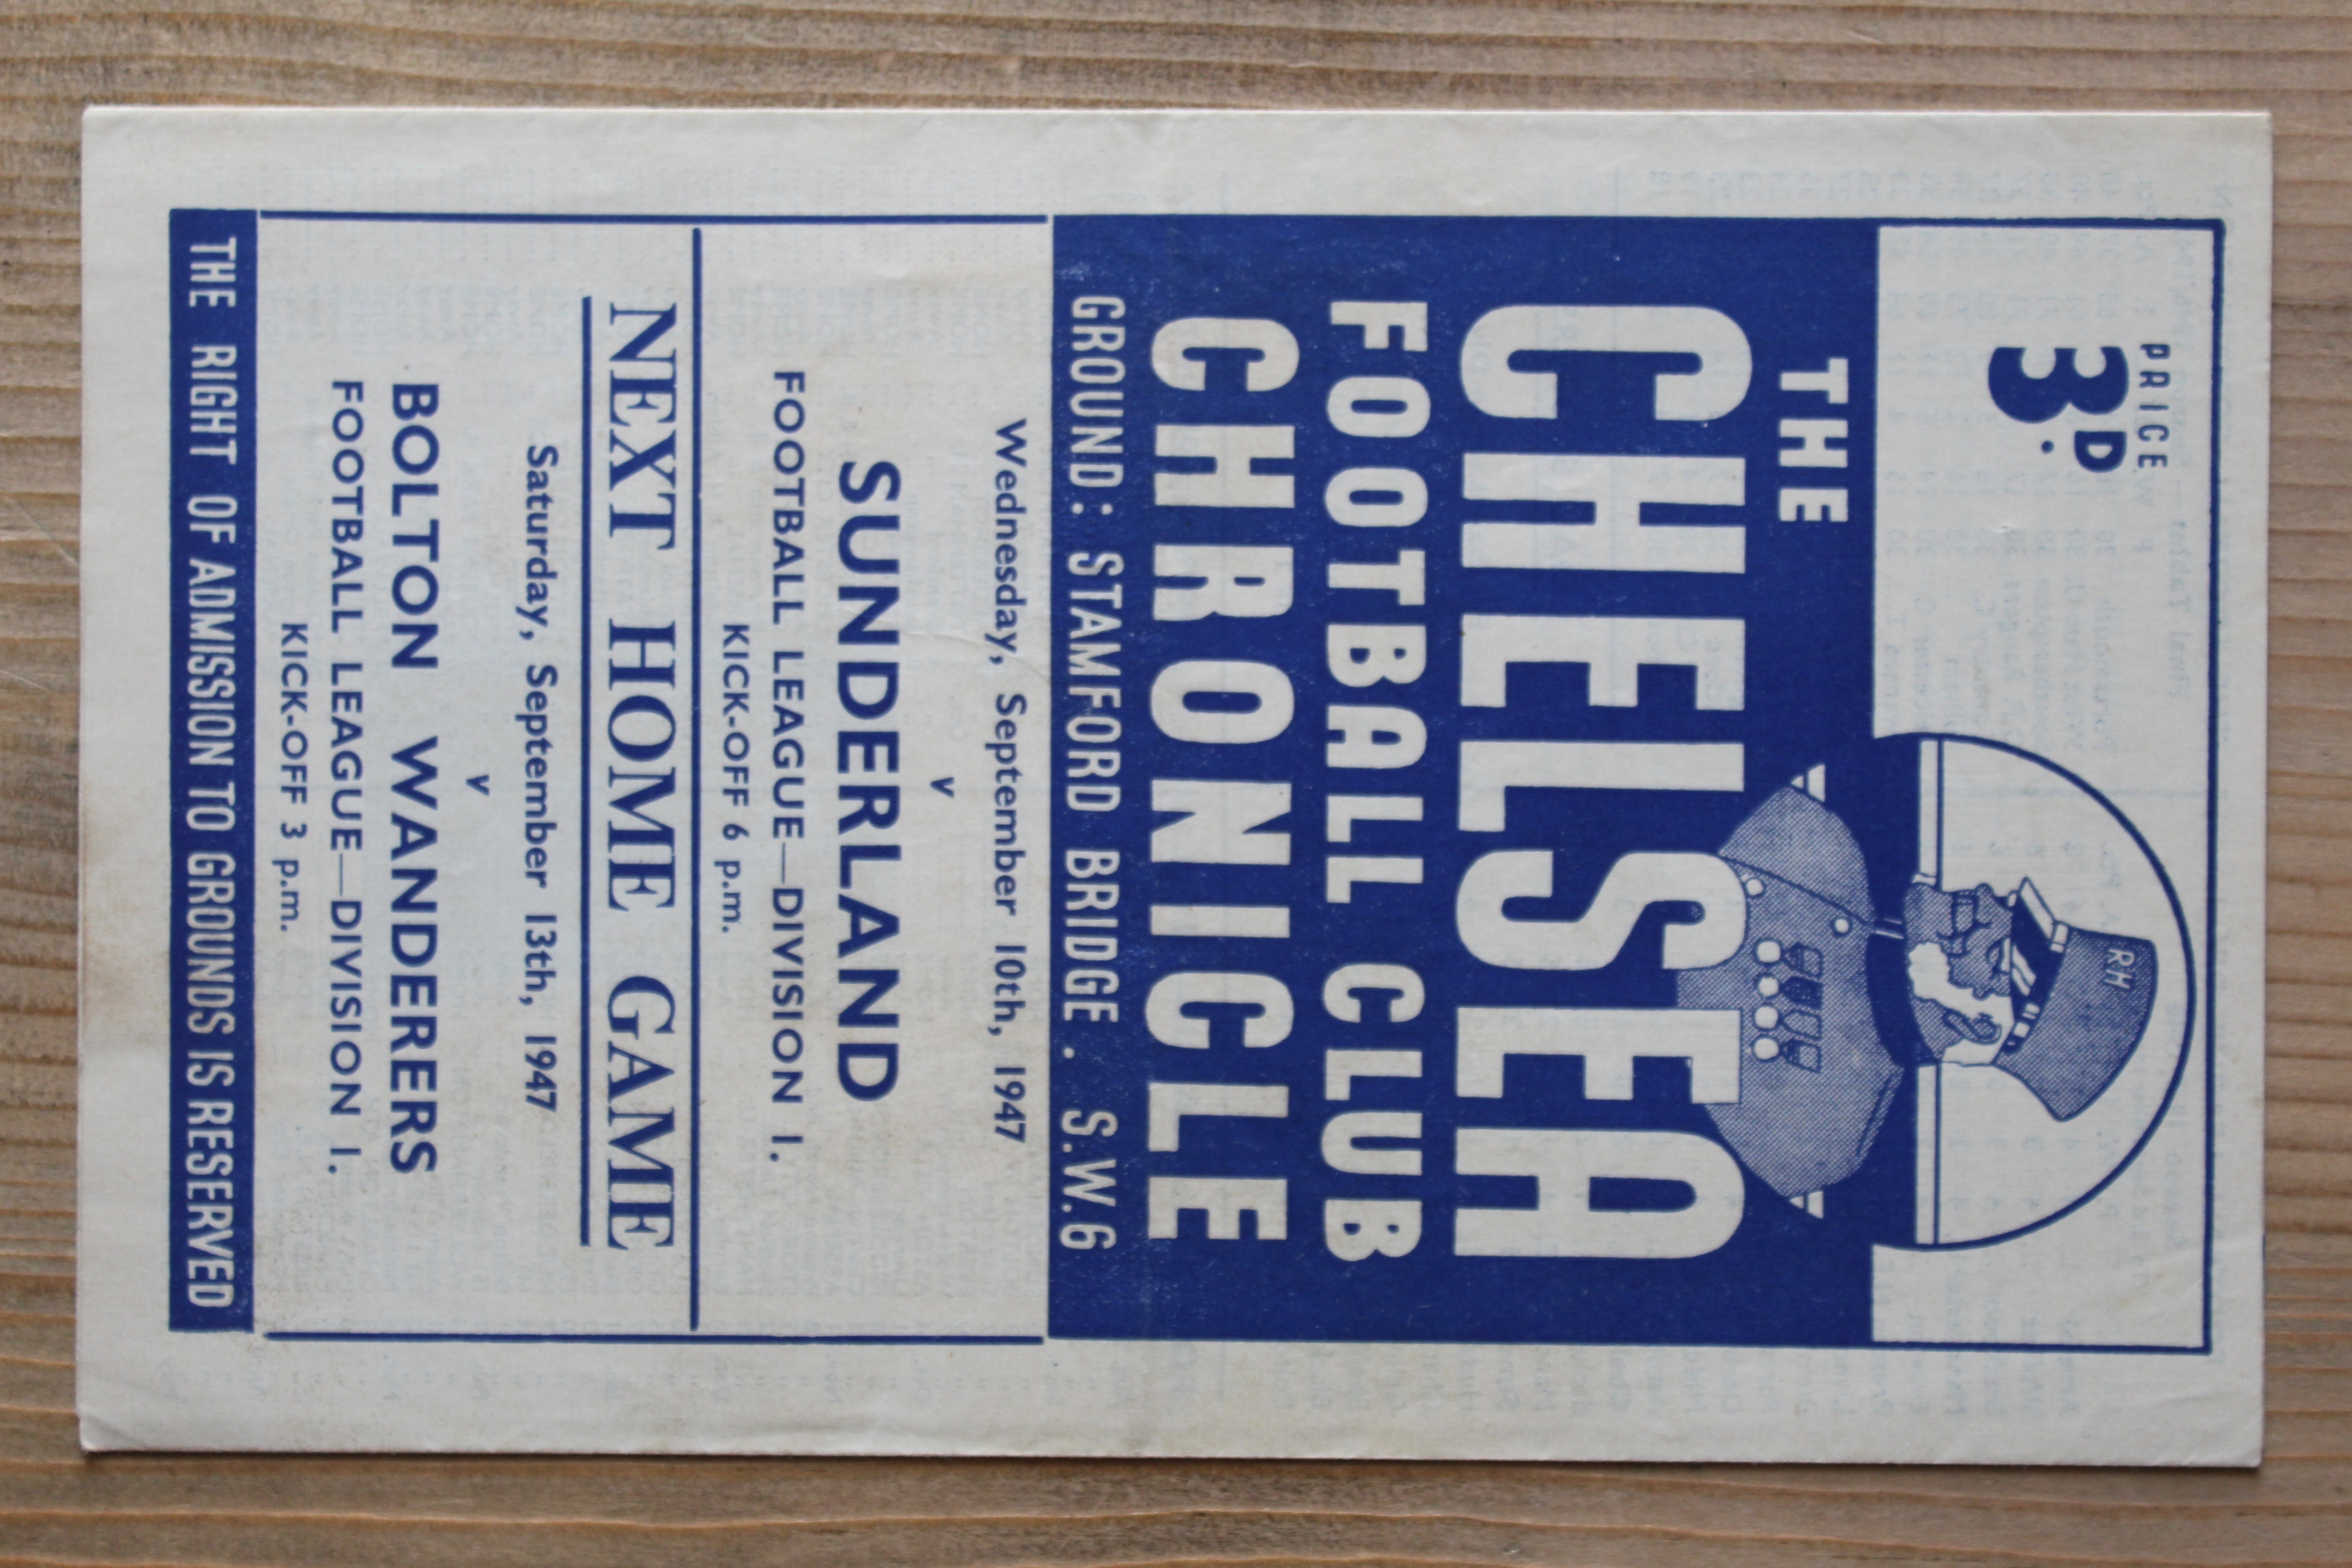 PRICE
3D.
RH
THE
CHELSEA
FOOTBALL CLUB
CHRONICLE
GROUND: STAMFORD BRIDGE . S.W.6
Wednesday, September 10th, 1947
v
SUNDERLAND
FOOTBALL LEAGUE—DIVISION I.
KICK-OFF 6 p.m.
NEXT HOME GAME
Saturday, September 13th, 1947
v
BOLTON WANDERERS
FOOTBALL LEAGUE—DIVISION I.
KICK-OFF 3 p.m.
THE RIGHT OF ADMISSION TO GROUNDS IS RESERVED